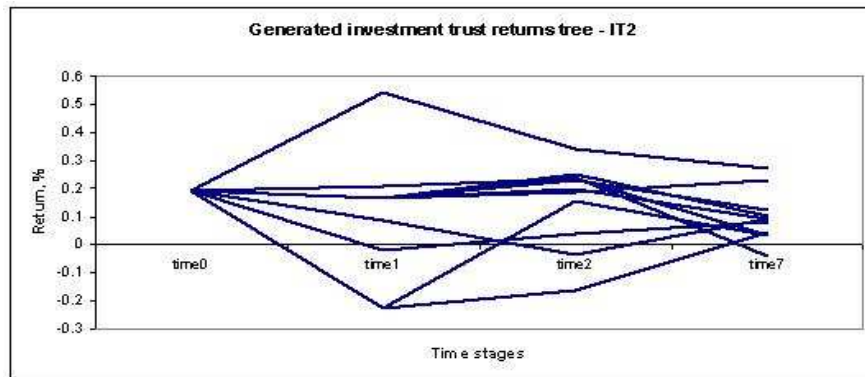 Generated investment trust returns tree - IT2
0.6
0.5
0.4
0.3
0.2
0.1
0
-0.1
-0.2
-0.3
Return, %
time0 time1 time2 time7
Time stages